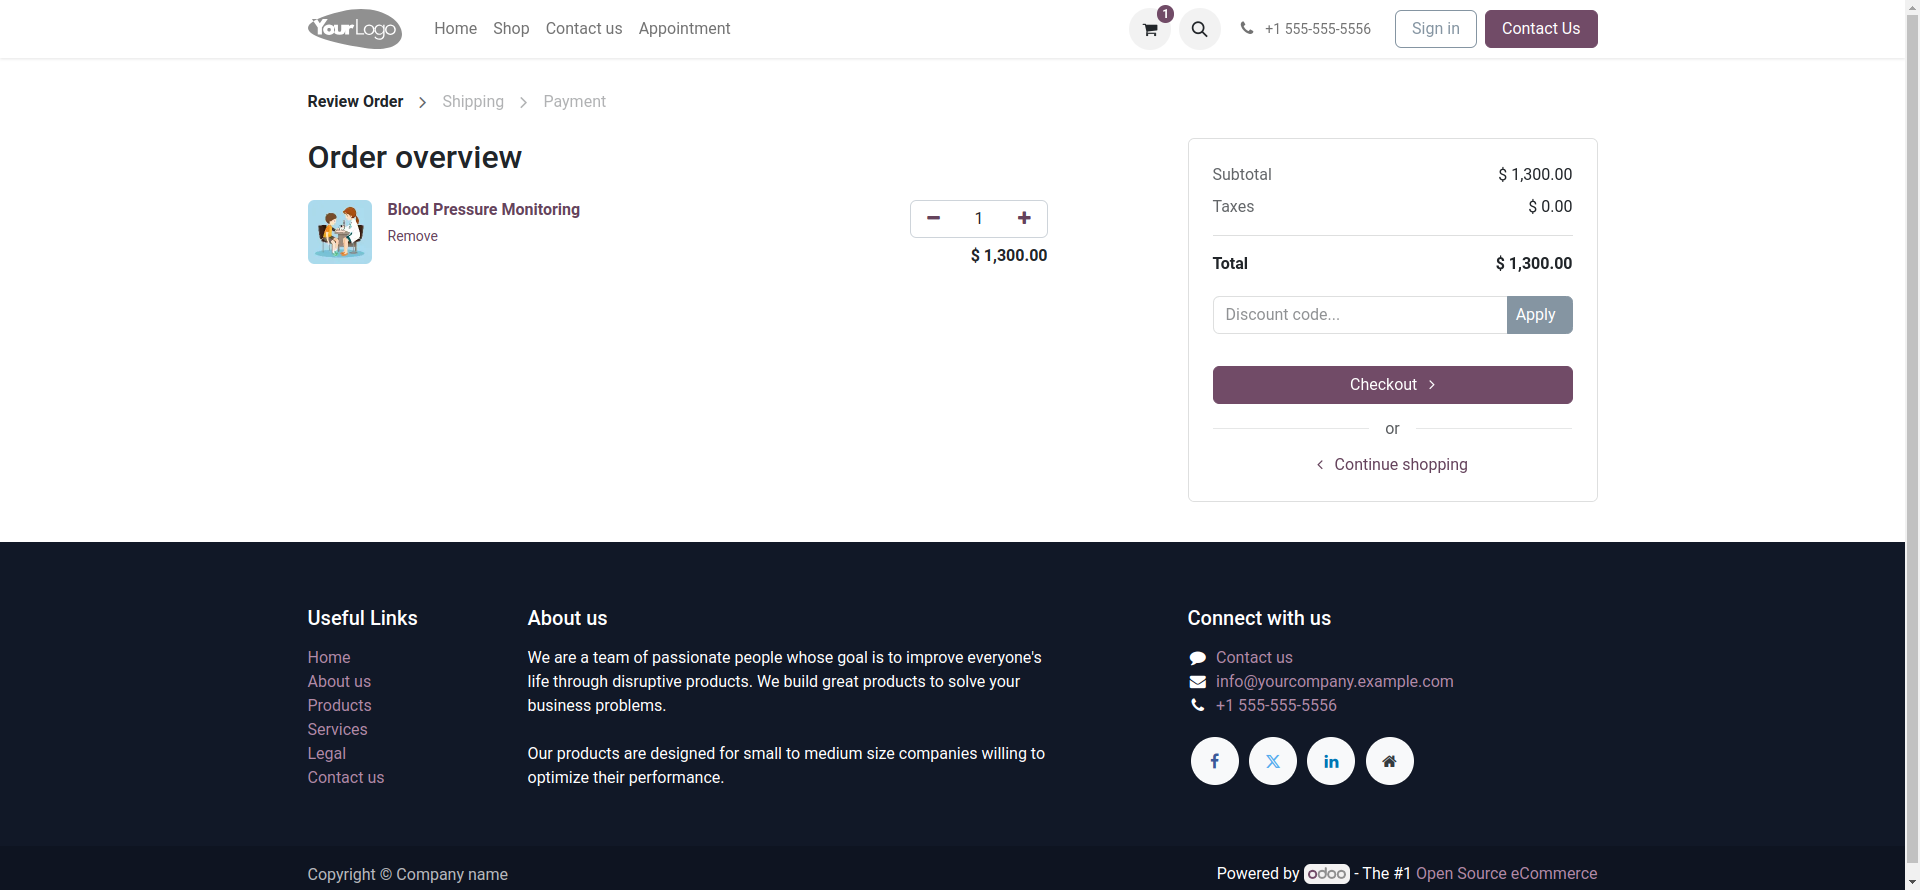 YourLogo
Home Shop Contact us Appointment
1
+1 555-555-5556
Sign in
Contact Us
Review Order > Shipping > Payment
Order overview
Blood Pressure Monitoring
Remove
1
$ 1,300.00
Subtotal $ 1,300.00
Taxes $ 0.00
Total $ 1,300.00
Discount code... Apply
Checkout
or
Continue shopping
Useful Links
Home
About us
Products
Services
Legal
Contact us
About us
We are a team of passionate people whose goal is to improve everyone's
life through disruptive products. We build great products to solve your
business problems.
Our products are designed for small to medium size companies willing to
optimize their performance.
Connect with us
Contact us
info@yourcompany.example.com
+1 555-555-5556
Copyright © Company name
Powered by odoo - The #1 Open Source eCommerce